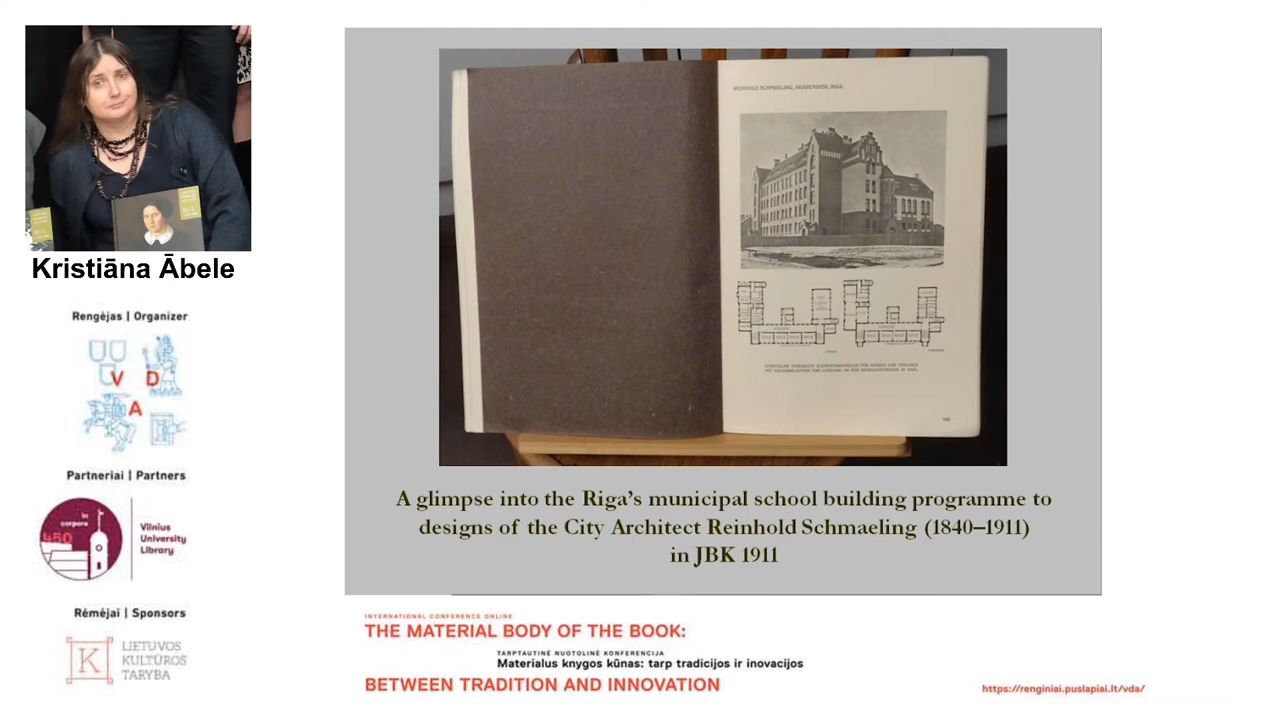 Kristiāna Ābele
Rengėjas | Organizer
V D
A
Partneriai | Partners
in
corpore
450
Vilnius
University
Library
Rėmėjai | Sponsors
K
LIETUVOS
KULTŪROS
TARYBA
REINHOLD SCHMAELING, AKADEMIKER, RIGA.
A glimpse into the Riga’s municipal school building programme to
designs of the City Architect Reinhold Schmaeling (1840–1911)
in JBK 1911
INTERNATIONAL CONFERENCE ONLINE
THE MATERIAL BODY OF THE BOOK:
TARPTAUTINĖ NUOTOLINĖ KONFERENCIJA
Materialus knygos kūnas: tarp tradicijos ir inovacijos
BETWEEN TRADITION AND INNOVATION
https://renginiai.puslapiai.lt/vda/